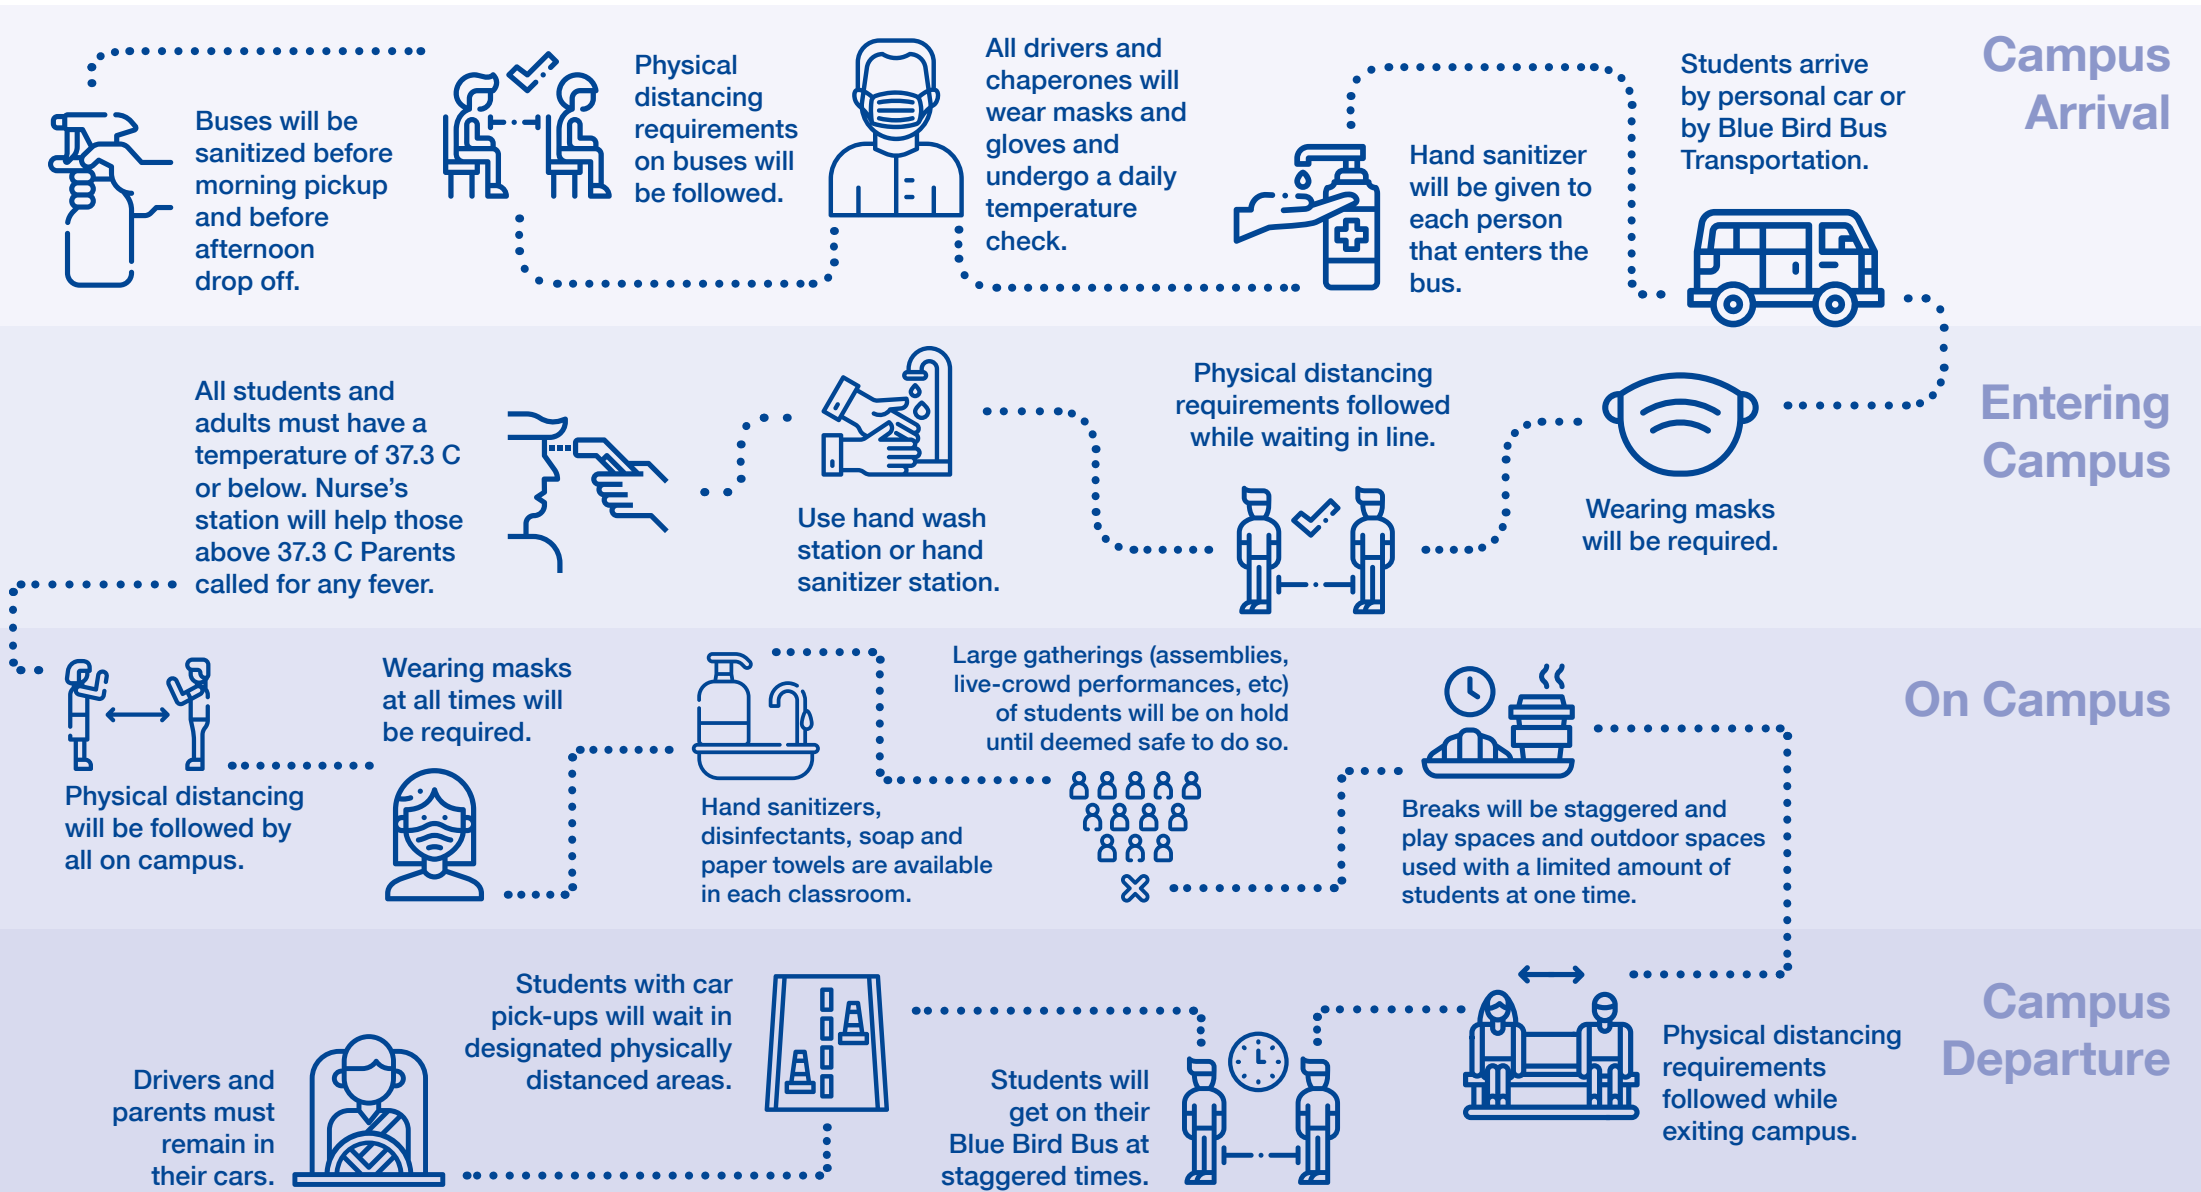 Buses will be
sanitized before
morning pickup
and before
afternoon
drop off.
Physical
distancing
requirements
on buses will
be followed.
All drivers and
chaperones will
wear masks and
gloves and
undergo a daily
temperature
check.
Hand sanitizer
will be given to
each person
that enters the
bus.
Students arrive
by personal car or
by Blue Bird Bus
Transportation.
Campus
Arrival
All students and
adults must have a
temperature of 37.3 C
or below. Nurse's
station will help those
above 37.3 C Parents
called for any fever.
Use hand wash
station or hand
sanitizer station.
Physical distancing
requirements followed
while waiting in line.
Wearing masks
will be required.
Entering
Campus
Physical distancing
will be followed by
all on campus.
Wearing masks
at all times will
be required.
Hand sanitizers,
disinfectants, soap and
paper towels are available
in each classroom.
Large gatherings (assemblies,
live-crowd performances, etc)
of students will be on hold
until deemed safe to do so.
Breaks will be staggered and
play spaces and outdoor spaces
used with a limited amount of
students at one time.
On Campus
Drivers and
parents must
remain in
their cars.
Students with car
pick-ups will wait in
designated physically
distanced areas.
Students will
get on their
Blue Bird Bus at
staggered times.
Physical distancing
requirements
followed while
exiting campus.
Campus
Departure